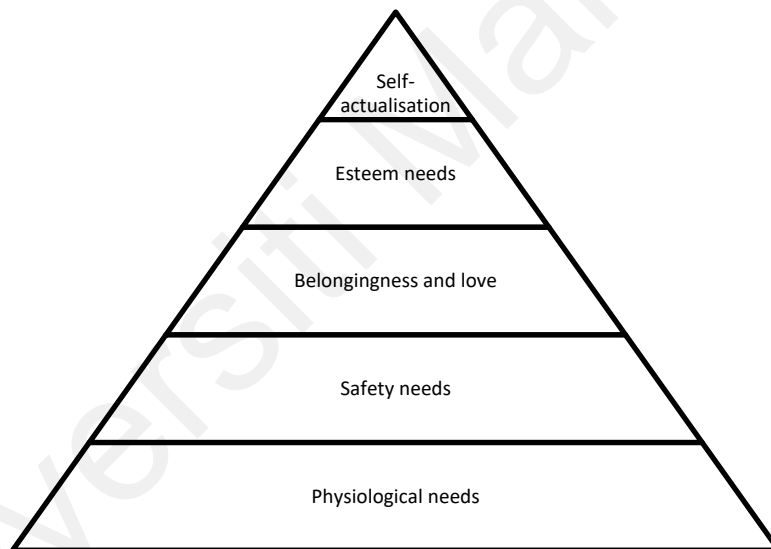 Self-
actualisation
Esteem needs
Belongingness and love
Safety needs
Physiological needs